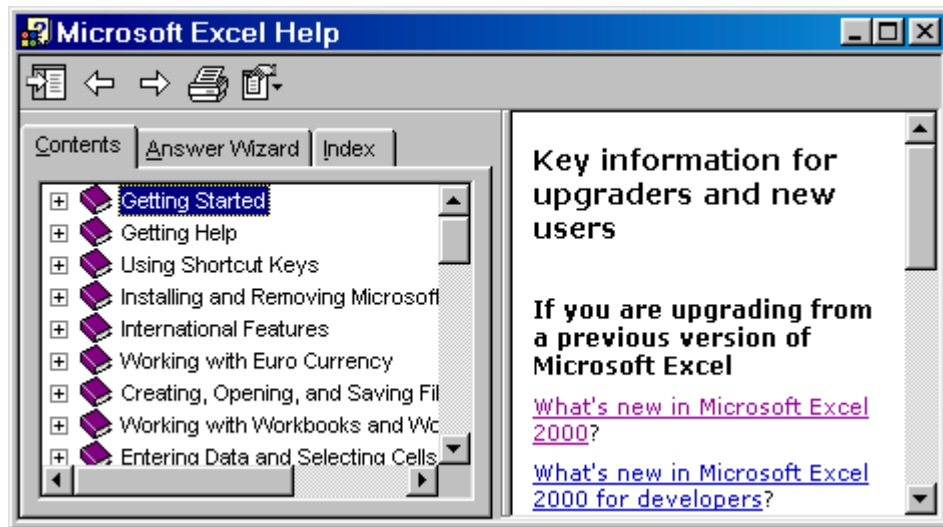 Microsoft Excel Help
Contents
Answer Wizard
Index
Getting Started
Getting Help
Using Shortcut Keys
Installing and Removing Microsoft
International Features
Working with Euro Currency
Creating, Opening, and Saving Fil
Working with Workbooks and Wo
Entering Data and Selecting Cells
Key information for
upgraders and new
users
If you are upgrading from
a previous version of
Microsoft Excel
What's new in Microsoft Excel
2000?
What's new in Microsoft Excel
2000 for developers?